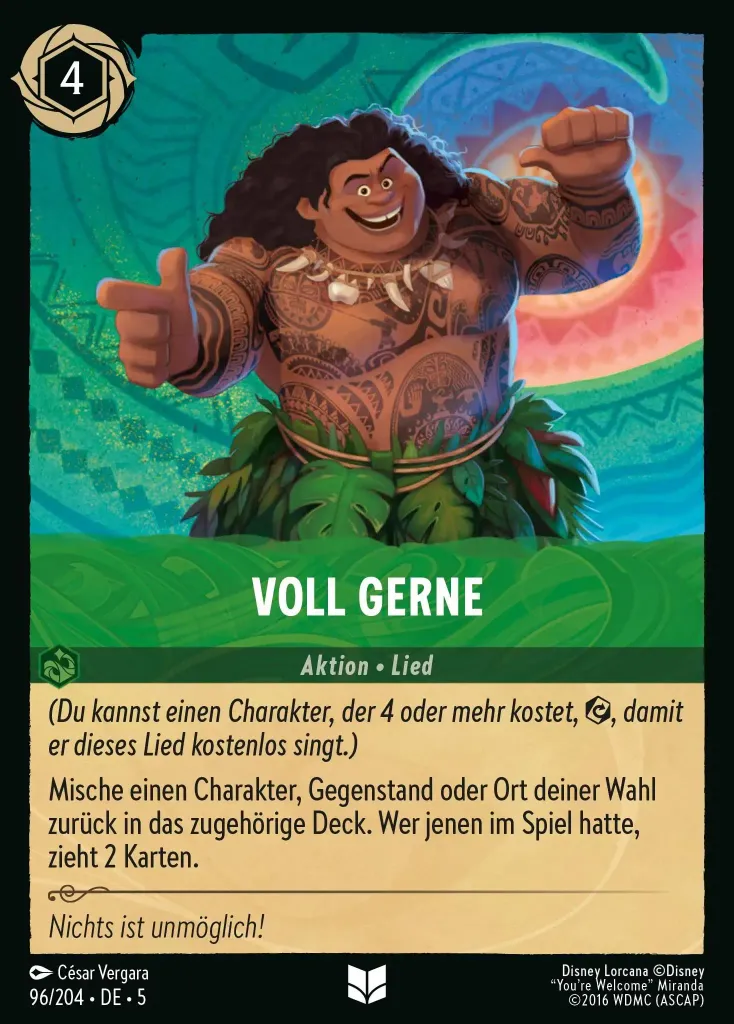 4
VOLL GERNE
Aktion • Lied
(Du kannst einen Charakter, der 4 oder mehr kostet, , damit
er dieses Lied kostenlos singt.)
Mische einen Charakter, Gegenstand oder Ort deiner Wahl
zurück in das zugehörige Deck. Wer jenen im Spiel hatte,
zieht 2 Karten.
Nichts ist unmöglich!
César Vergara
96/204 • DE • 5
Disney Lorcana ©Disney
“You’re Welcome” Miranda
©2016 WDMC (ASCAP)